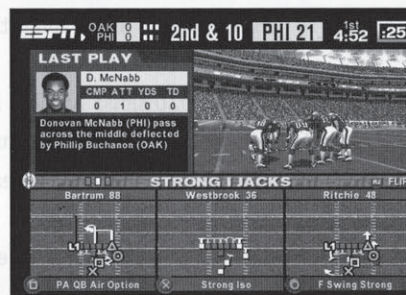 ESPN OAK 0 2nd & 10 PHI 21 1st :25
PHI 0 4:52
LAST PLAY
D. McNabb
CMP ATT YDS TD
0 1 0 0
Donovan McNabb (PHI) pass
across the middle deflected
by Phillip Buchanon (OAK)
STRONG I JACKS FLIP
Bartrum 88 Westbrook 36 Ritchie 48
L1 L1
PA QB Air Option Strong Iso F Swing Strong